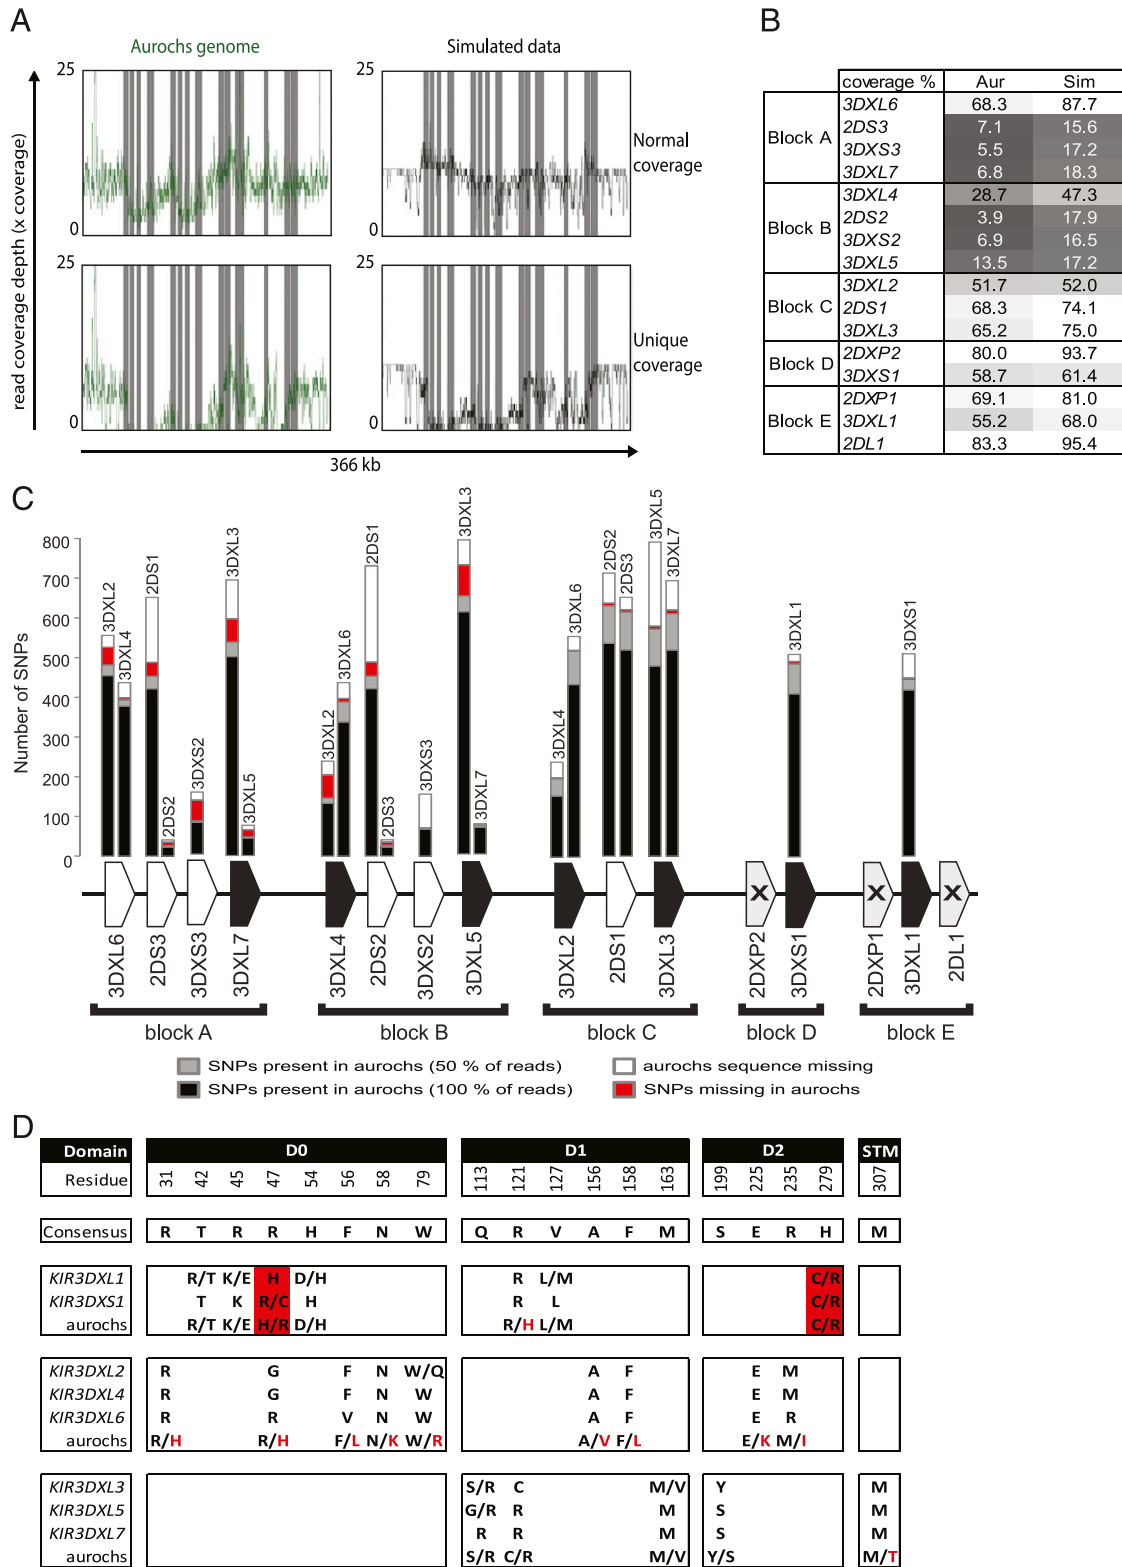 A
Aurochs genome
Simulated data
25
0
25
0
25
0
25
0
Normal coverage
Unique coverage
read coverage depth (x coverage)
366 kb
B
coverage % Aur Sim
Block A
3DXL6 68.3 87.7
2DS3 7.1 15.6
3DXS3 5.5 17.2
3DXL7 6.8 18.3
Block B
3DXL4 28.7 47.3
2DS2 3.9 17.9
3DXS2 6.9 16.5
3DXL5 13.5 17.2
Block C
3DXL2 51.7 52.0
2DS1 68.3 74.1
3DXL3 65.2 75.0
Block D
2DXP2 80.0 93.7
3DXS1 58.7 61.4
Block E
2DXP1 69.1 81.0
3DXL1 55.2 68.0
2DL1 83.3 95.4
C
Number of SNPs
800
700
600
500
400
300
200
100
0
3DXL2
3DXL4
2DS1
2DS2
3DXS2
3DXL3
3DXL5
3DXL2
3DXL6
2DS1
2DS3
3DXS3
3DXL3
3DXL7
3DXL4
3DXL6
2DS2
2DS3
3DXL5
3DXL7
3DXL1
3DXS1
X
X
X
3DXL6
2DS3
3DXS3
3DXL7
3DXL4
2DS2
3DXS2
3DXL5
3DXL2
2DS1
3DXL3
2DXP2
3DXS1
2DXP1
3DXL1
2DL1
block A
block B
block C
block D
block E
SNPs present in aurochs (50 % of reads)
aurochs sequence missing
SNPs present in aurochs (100 % of reads)
SNPs missing in aurochs
D
Domain D0 D1 D2 STM
Residue 31 42 45 47 54 56 58 79 113 121 127 156 158 163 199 225 235 279 307
Consensus R T R R H F N W Q R V A F M S E R H M
KIR3DXL1 R/T K/E H D/H R L/M C/R
KIR3DXS1 T K R/C H R L C/R
aurochs R/T K/E H/R D/H R/H L/M C/R
KIR3DXL2 R G F N W/Q A F E M
KIR3DXL4 R G F N W A F E M
KIR3DXL6 R R V N W A F E R
aurochs R/H R/H F/L N/K W/R A/V F/L E/K M/I
KIR3DXL3 S/R C M/V Y M
KIR3DXL5 G/R R M S M
KIR3DXL7 R R M S M
aurochs S/R C/R M/V Y/S M/T